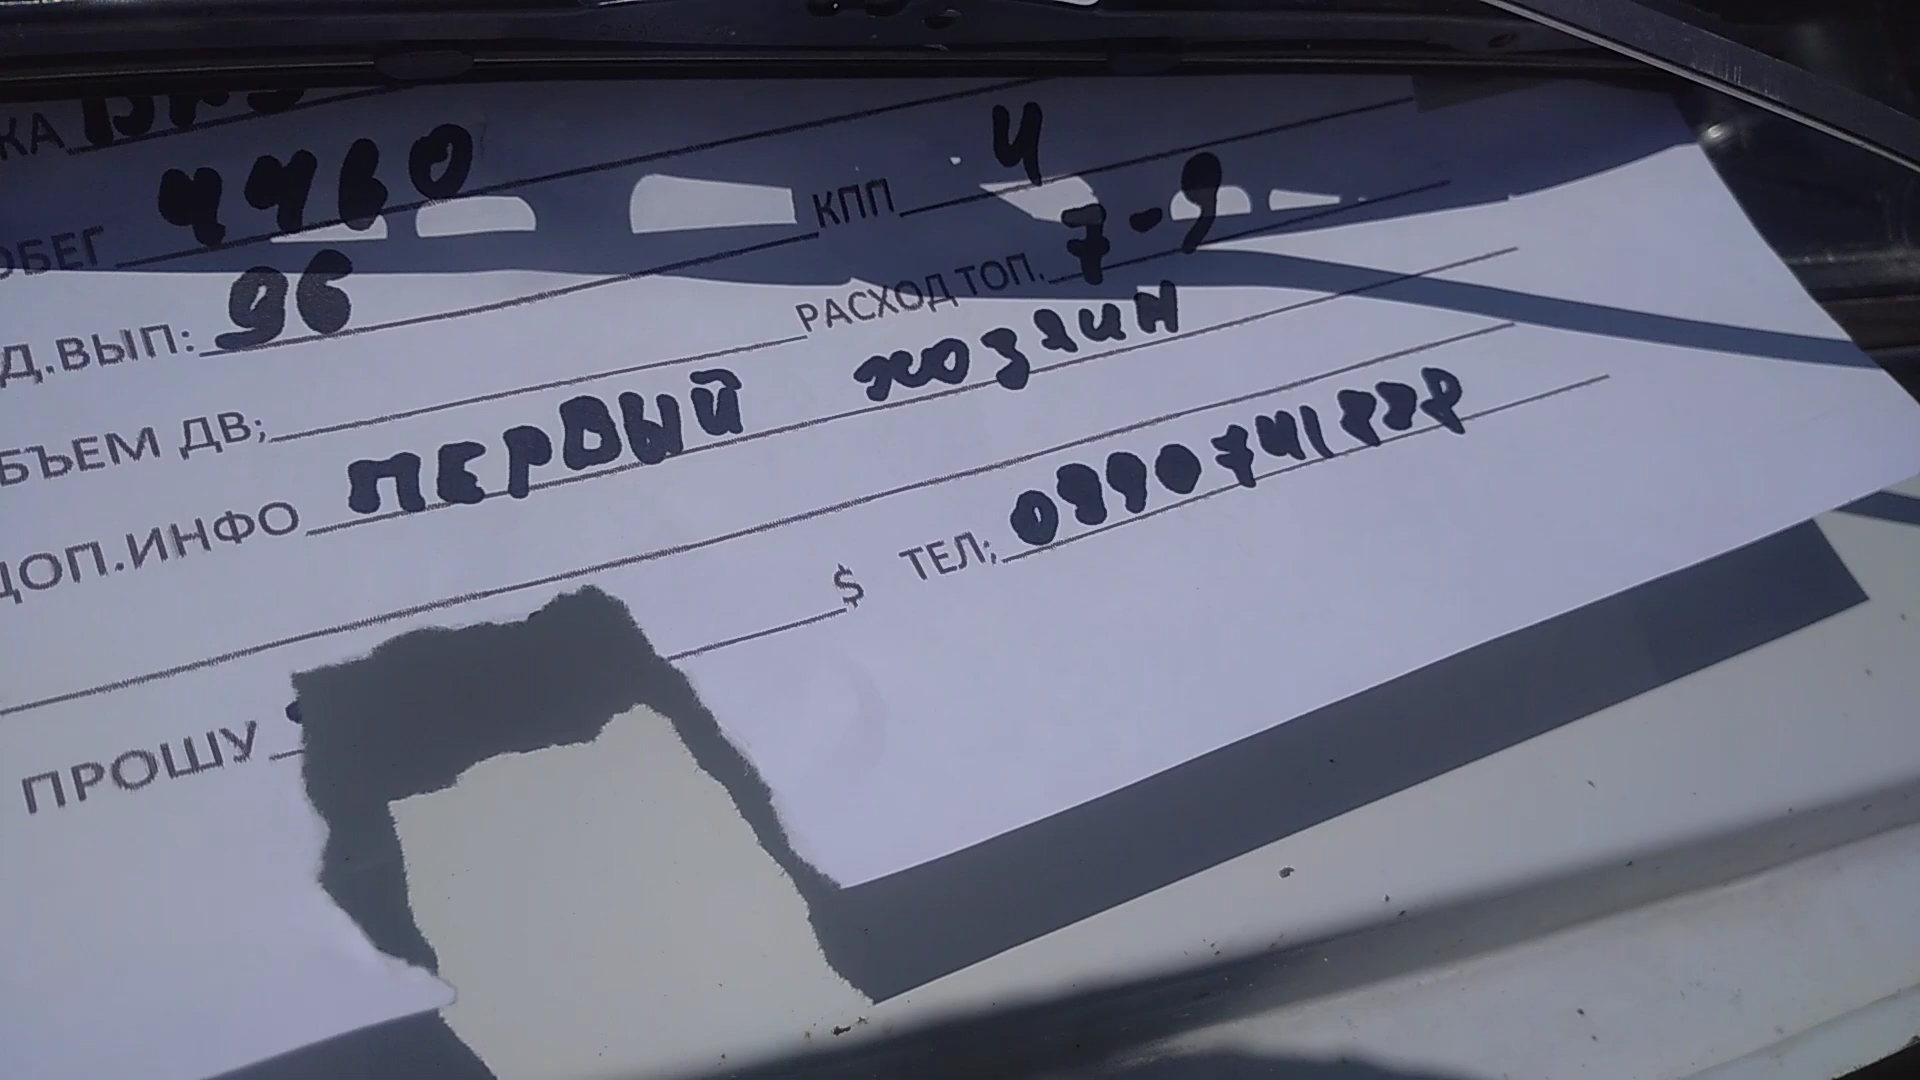 КА ВАЗ
ОБЕГ 4460 КПП 4
Д.ВЫП: 96 РАСХОД ТОП. 7-9
БЪЕМ ДВ;
ДОП.ИНФО ПЕРВЫЙ ХОЗЯИН
ПРОШУ $ ТЕЛ;